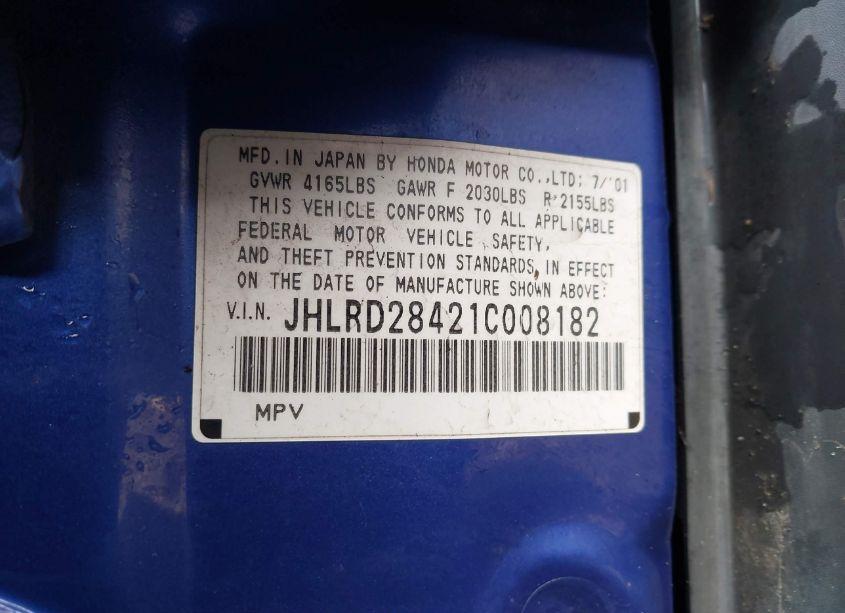 MFD. IN JAPAN BY HONDA MOTOR CO.,LTD; 7/'01
GVWR 4165LBS GAWR F 2030LBS R 2155LBS
THIS VEHICLE CONFORMS TO ALL APPLICABLE
FEDERAL MOTOR VEHICLE SAFETY,
AND THEFT PREVENTION STANDARDS, IN EFFECT
ON THE DATE OF MANUFACTURE SHOWN ABOVE:
V.I.N. JHLRD28421C008182
MPV